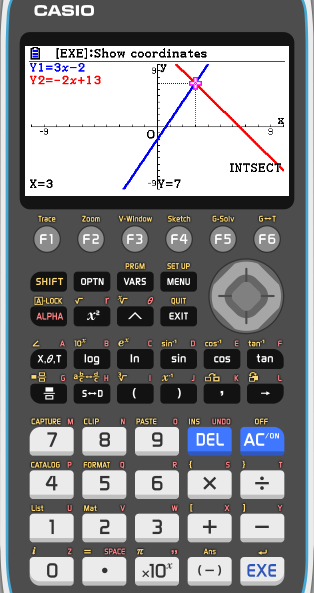 CASIO
[EXE]:Show coordinates
Y1=3x-2
Y2=-2x+13
9 y
-9 O x 9
INTSECT
X=3 -9 Y=7
Trace Zoom V-Window Sketch G-Solv G↔T
F1 F2 F3 F4 F5 F6
PRGM SET UP
SHIFT OPTN VARS MENU
A-LOCK √ r ∛ θ QUIT
ALPHA x² ^ EXIT
∠ A 10ˣ B eˣ C sin⁻¹ D cos⁻¹ E tan⁻¹ F
X,θ,T log ln sin cos tan
G a b/c↔d/c H ∛ I x⁻¹ J K L
S↔D ( ) , →
CAPTURE M CLIP N PASTE O INS UNDO OFF
7 8 9 DEL AC/ON
CATALOG P FORMAT Q R { S } T
4 5 6 × ÷
List U Mat V W [ X ] Y
1 2 3 + −
i Z = SPACE π " Ans ↵
0 • ×10ˣ (−) EXE